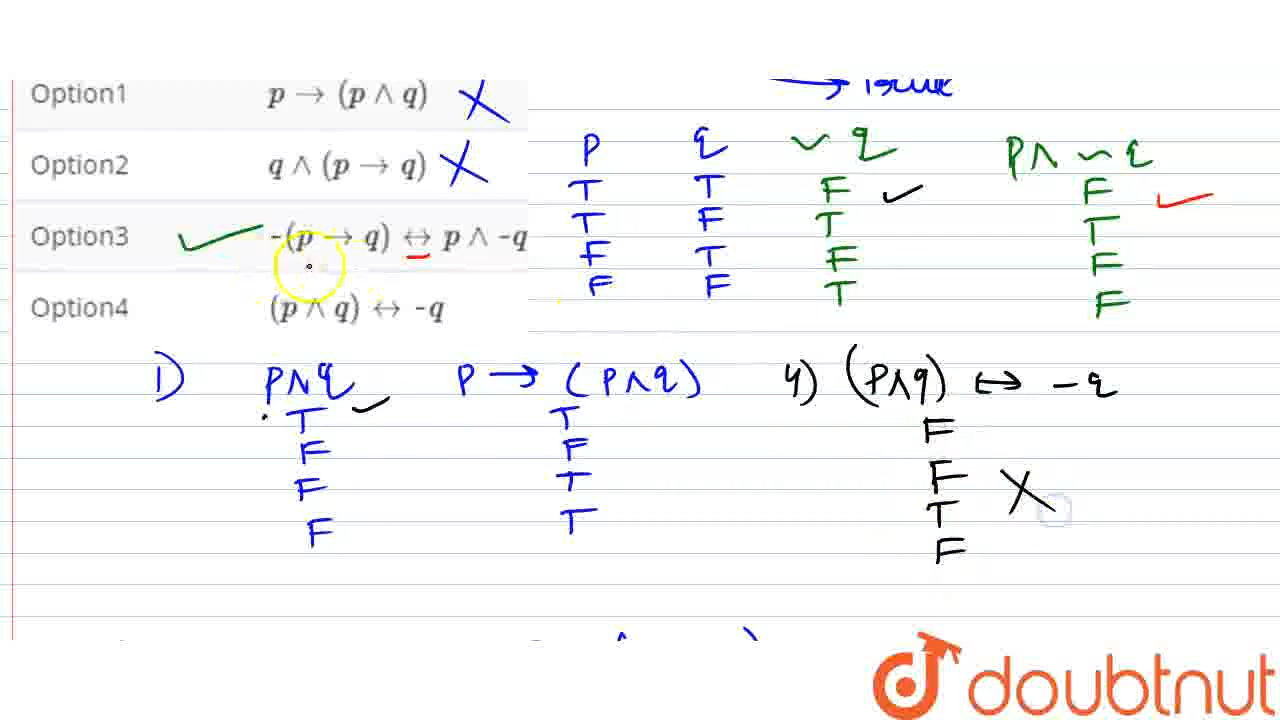 Option1 p → (p ∧ q) X
Option2 q ∧ (p → q) X
Option3 ✓ -(p → q) ↔ p ∧ -q
Option4 (p ∧ q) ↔ -q
→
P q ~ q P ∧ ~ q
T T F ✓ F ✓
T F T T
F T F F
F F T F
1) p∧q P → (P∧q) 4) (P∧q) ↔ -q
T ✓ T F
F F F X
F T T
F T F
doubtnut